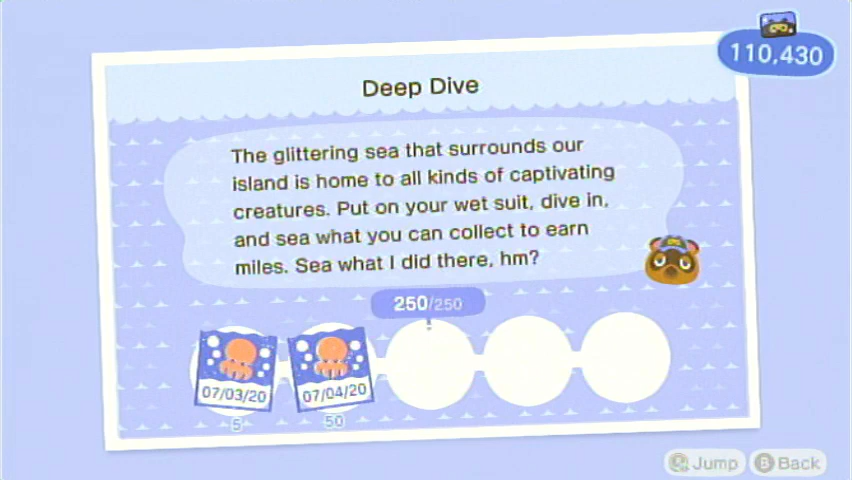 110,430
Deep Dive
The glittering sea that surrounds our
island is home to all kinds of captivating
creatures. Put on your wet suit, dive in,
and sea what you can collect to earn
miles. Sea what I did there, hm?
250/250
07/03/20 07/04/20
5 50
Jump B Back